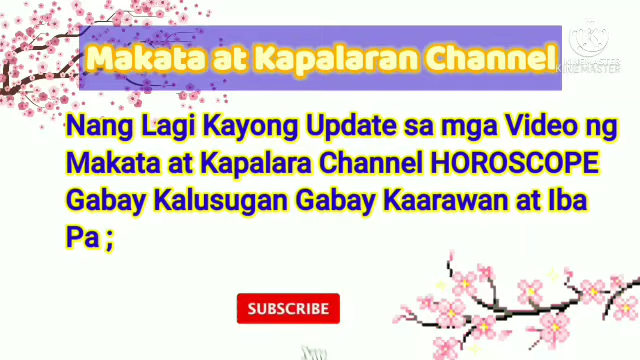 Makata at Kapalaran Channel
KINEMASTER
Nang Lagi Kayong Update sa mga Video ng
Makata at Kapalara Channel HOROSCOPE
Gabay Kalusugan Gabay Kaarawan at Iba
Pa ;
SUBSCRIBE